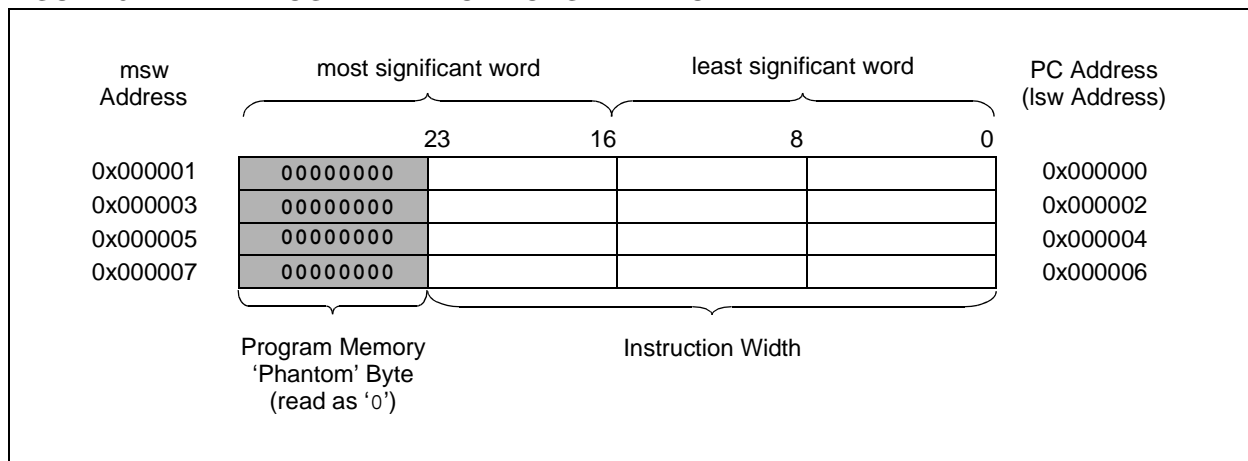 msw Address most significant word least significant word PC Address (lsw Address)
23 16 8 0
0x000001 00000000 0x000000
0x000003 00000000 0x000002
0x000005 00000000 0x000004
0x000007 00000000 0x000006
Program Memory 'Phantom' Byte (read as '0') Instruction Width